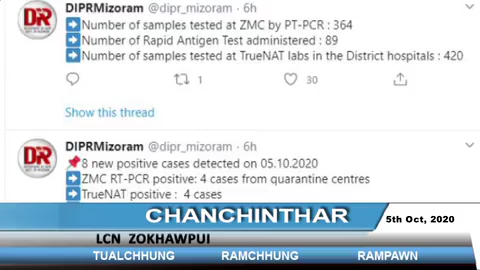 DIPRMizoram @dipr_mizoram · 6h
➡Number of samples tested at ZMC by PT-PCR : 364
➡Number of Rapid Antigen Test administered : 89
➡Number of samples tested at TrueNAT labs in the District hospitals : 420
1 30
Show this thread
DIPRMizoram @dipr_mizoram · 6h
📌8 new positive cases detected on 05.10.2020
➡ZMC RT-PCR positive: 4 cases from quarantine centres
➡TrueNAT positive : 4 cases
CHANCHINTHAR
5th Oct, 2020
LCN ZOKHAWPUI
TUALCHHUNG RAMCHHUNG RAMPAWN